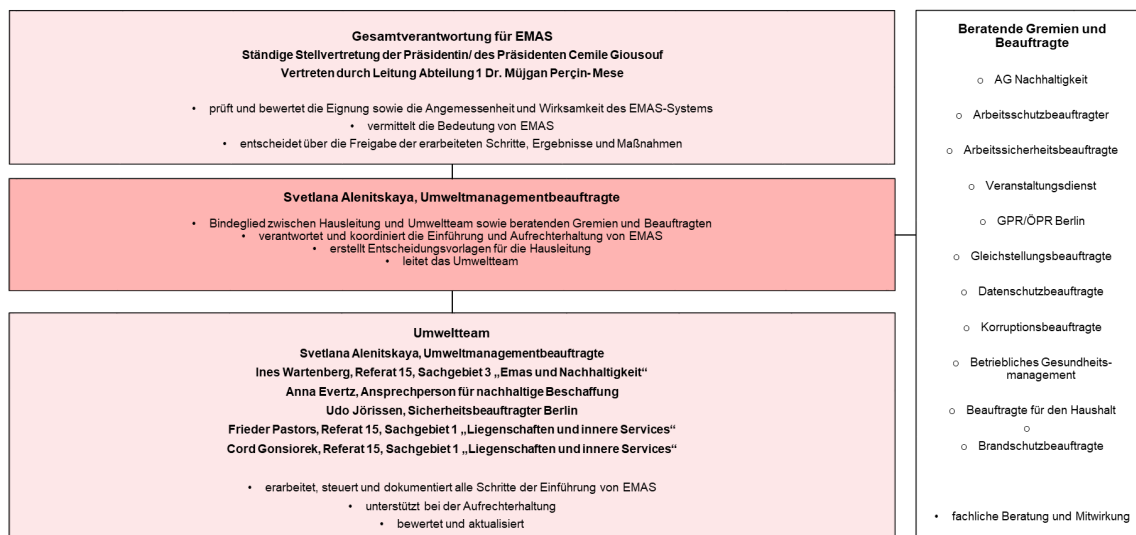 Gesamtverantwortung für EMAS
Ständige Stellvertretung der Präsidentin/ des Präsidenten Cemile Giousouf
Vertreten durch Leitung Abteilung 1 Dr. Müjgan Perçin-Mese
• prüft und bewertet die Eignung sowie die Angemessenheit und Wirksamkeit des EMAS-Systems
• vermittelt die Bedeutung von EMAS
• entscheidet über die Freigabe der erarbeiteten Schritte, Ergebnisse und Maßnahmen
Svetlana Alenitskaya, Umweltmanagementbeauftragte
• Bindeglied zwischen Hausleitung und Umweltteam sowie beratenden Gremien und Beauftragten
• verantwortet und koordiniert die Einführung und Aufrechterhaltung von EMAS
• erstellt Entscheidungsvorlagen für die Hausleitung
• leitet das Umweltteam
Umweltteam
Svetlana Alenitskaya, Umweltmanagementbeauftragte
Ines Wartenberg, Referat 15, Sachgebiet 3 „Emas und Nachhaltigkeit“
Anna Evertz, Ansprechperson für nachhaltige Beschaffung
Udo Jörissen, Sicherheitsbeauftragter Berlin
Frieder Pastors, Referat 15, Sachgebiet 1 „Liegenschaften und innere Services“
Cord Gonsiorek, Referat 15, Sachgebiet 1 „Liegenschaften und innere Services“
• erarbeitet, steuert und dokumentiert alle Schritte der Einführung von EMAS
• unterstützt bei der Aufrechterhaltung
• bewertet und aktualisiert
Beratende Gremien und
Beauftragte
○ AG Nachhaltigkeit
○ Arbeitsschutzbeauftragter
○ Arbeitssicherheitsbeauftragte
○ Veranstaltungsdienst
○ GPR/ÖPR Berlin
○ Gleichstellungsbeauftragte
○ Datenschutzbeauftragte
○ Korruptionsbeauftragte
○ Betriebliches Gesundheits-
management
○ Beauftragte für den Haushalt
○
○ Brandschutzbeauftragte
• fachliche Beratung und Mitwirkung